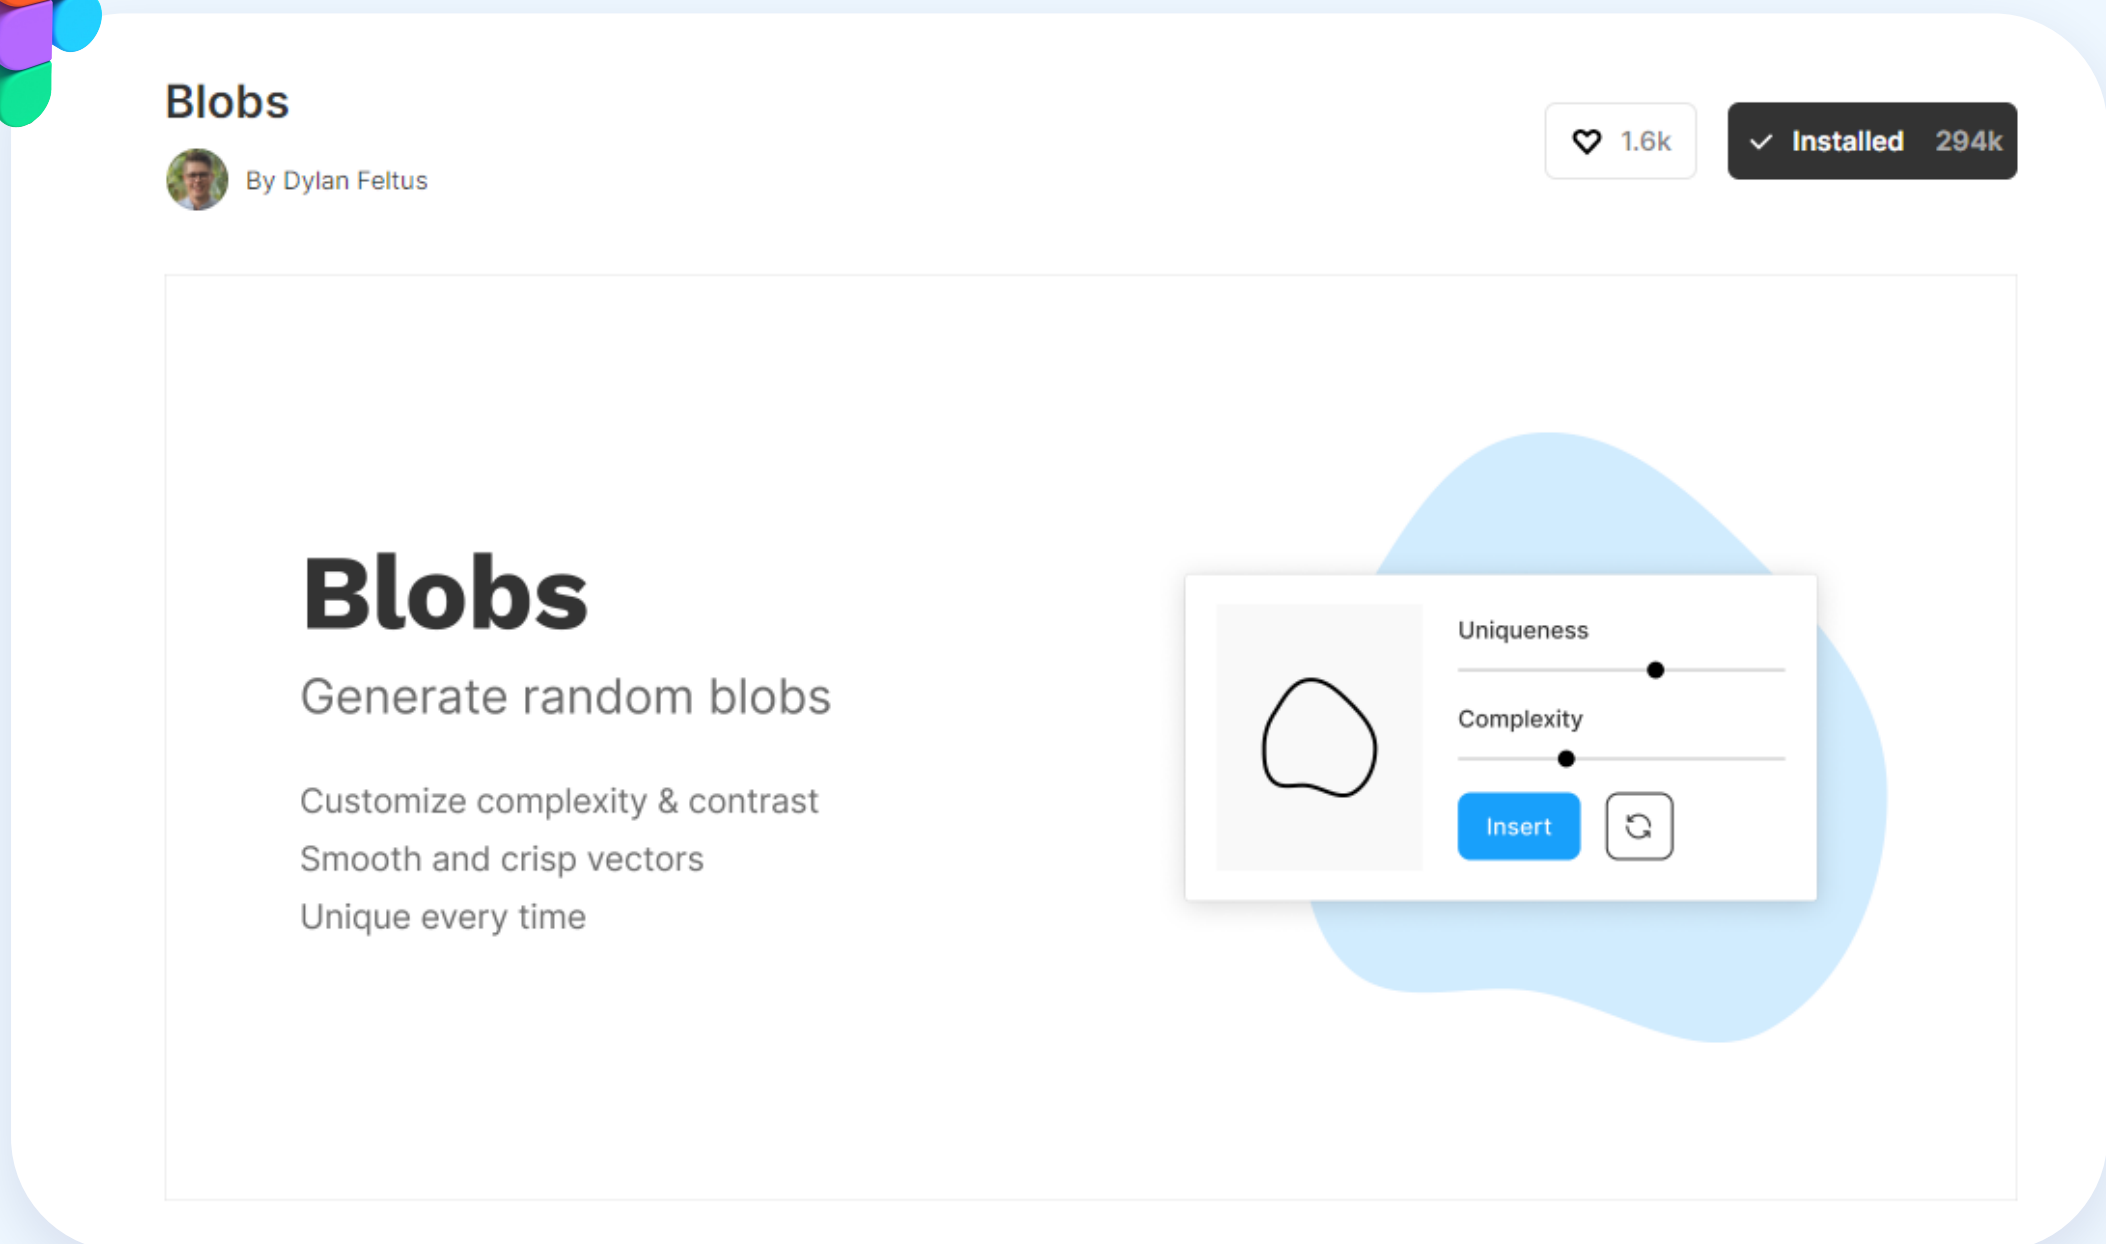 Blobs
By Dylan Feltus
1.6k
Installed 294k
Blobs
Generate random blobs
Customize complexity & contrast
Smooth and crisp vectors
Unique every time
Uniqueness
Complexity
Insert